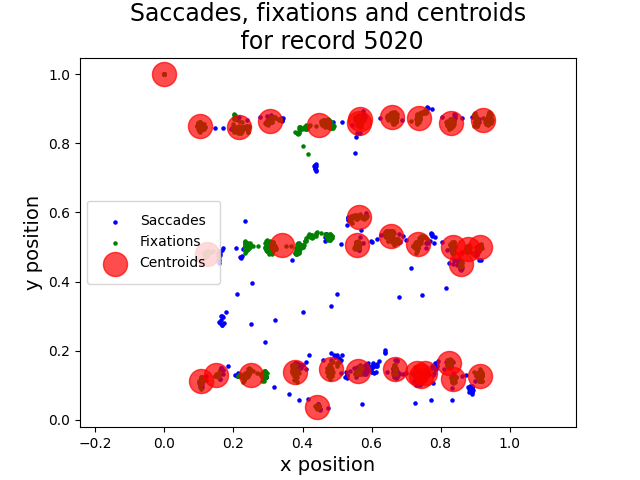 Saccades, fixations and centroids
for record 5020
1.0
0.8
0.6
0.4
0.2
0.0
y position
Saccades
Fixations
Centroids
−0.2
0.0
0.2
0.4
0.6
0.8
1.0
x position